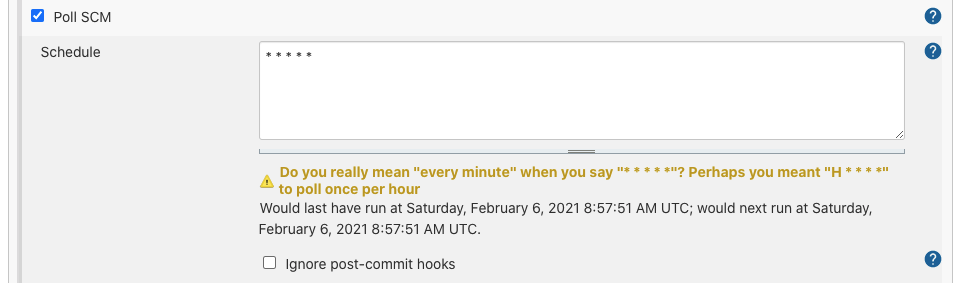 Poll SCM
?
Schedule
* * * * *
?
Do you really mean "every minute" when you say "* * * * *"? Perhaps you meant "H * * * *"
to poll once per hour
Would last have run at Saturday, February 6, 2021 8:57:51 AM UTC; would next run at Saturday,
February 6, 2021 8:57:51 AM UTC.
Ignore post-commit hooks
?